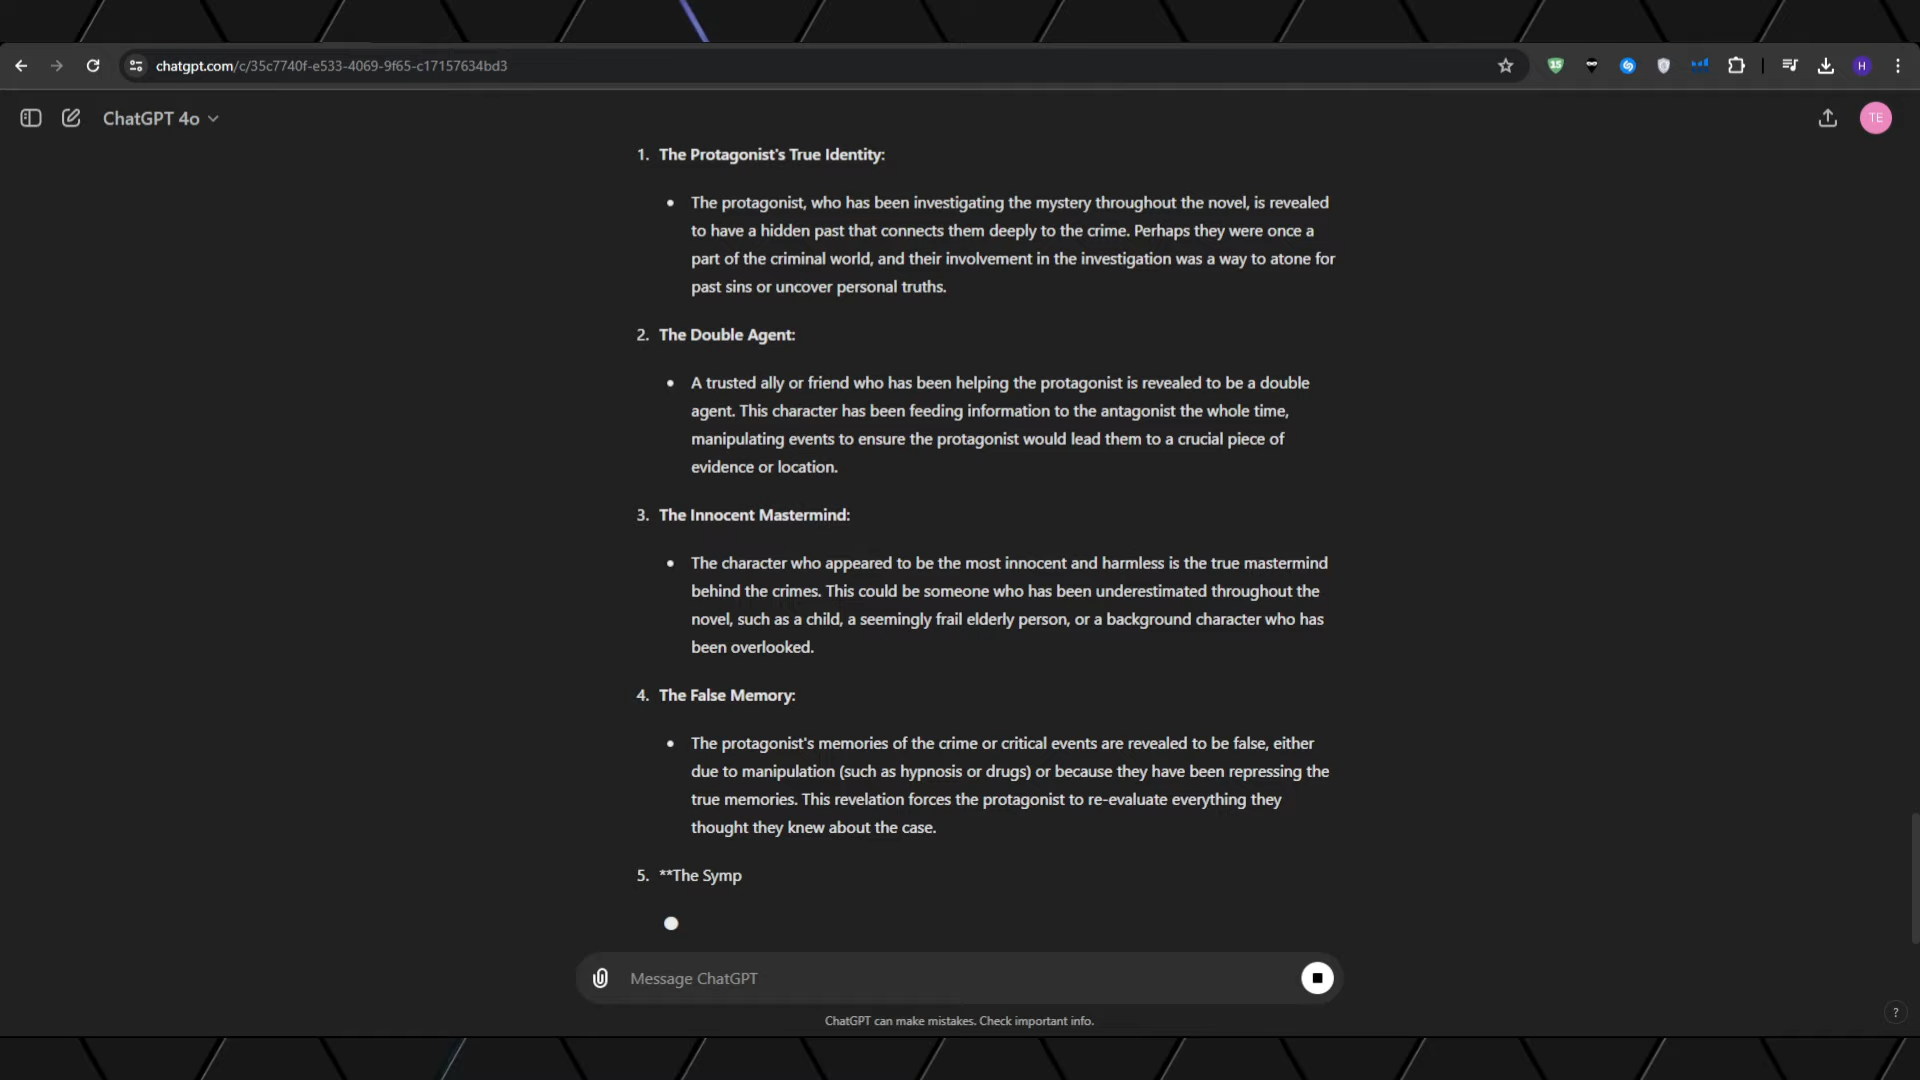 chatgpt.com/c/35c7740f-e533-4069-9f65-c17157634bd3
15
H
ChatGPT 4o
TE
1. The Protagonist's True Identity:
• The protagonist, who has been investigating the mystery throughout the novel, is revealed
to have a hidden past that connects them deeply to the crime. Perhaps they were once a
part of the criminal world, and their involvement in the investigation was a way to atone for
past sins or uncover personal truths.
2. The Double Agent:
• A trusted ally or friend who has been helping the protagonist is revealed to be a double
agent. This character has been feeding information to the antagonist the whole time,
manipulating events to ensure the protagonist would lead them to a crucial piece of
evidence or location.
3. The Innocent Mastermind:
• The character who appeared to be the most innocent and harmless is the true mastermind
behind the crimes. This could be someone who has been underestimated throughout the
novel, such as a child, a seemingly frail elderly person, or a background character who has
been overlooked.
4. The False Memory:
• The protagonist's memories of the crime or critical events are revealed to be false, either
due to manipulation (such as hypnosis or drugs) or because they have been repressing the
true memories. This revelation forces the protagonist to re-evaluate everything they
thought they knew about the case.
5. **The Symp
Message ChatGPT
ChatGPT can make mistakes. Check important info.
?